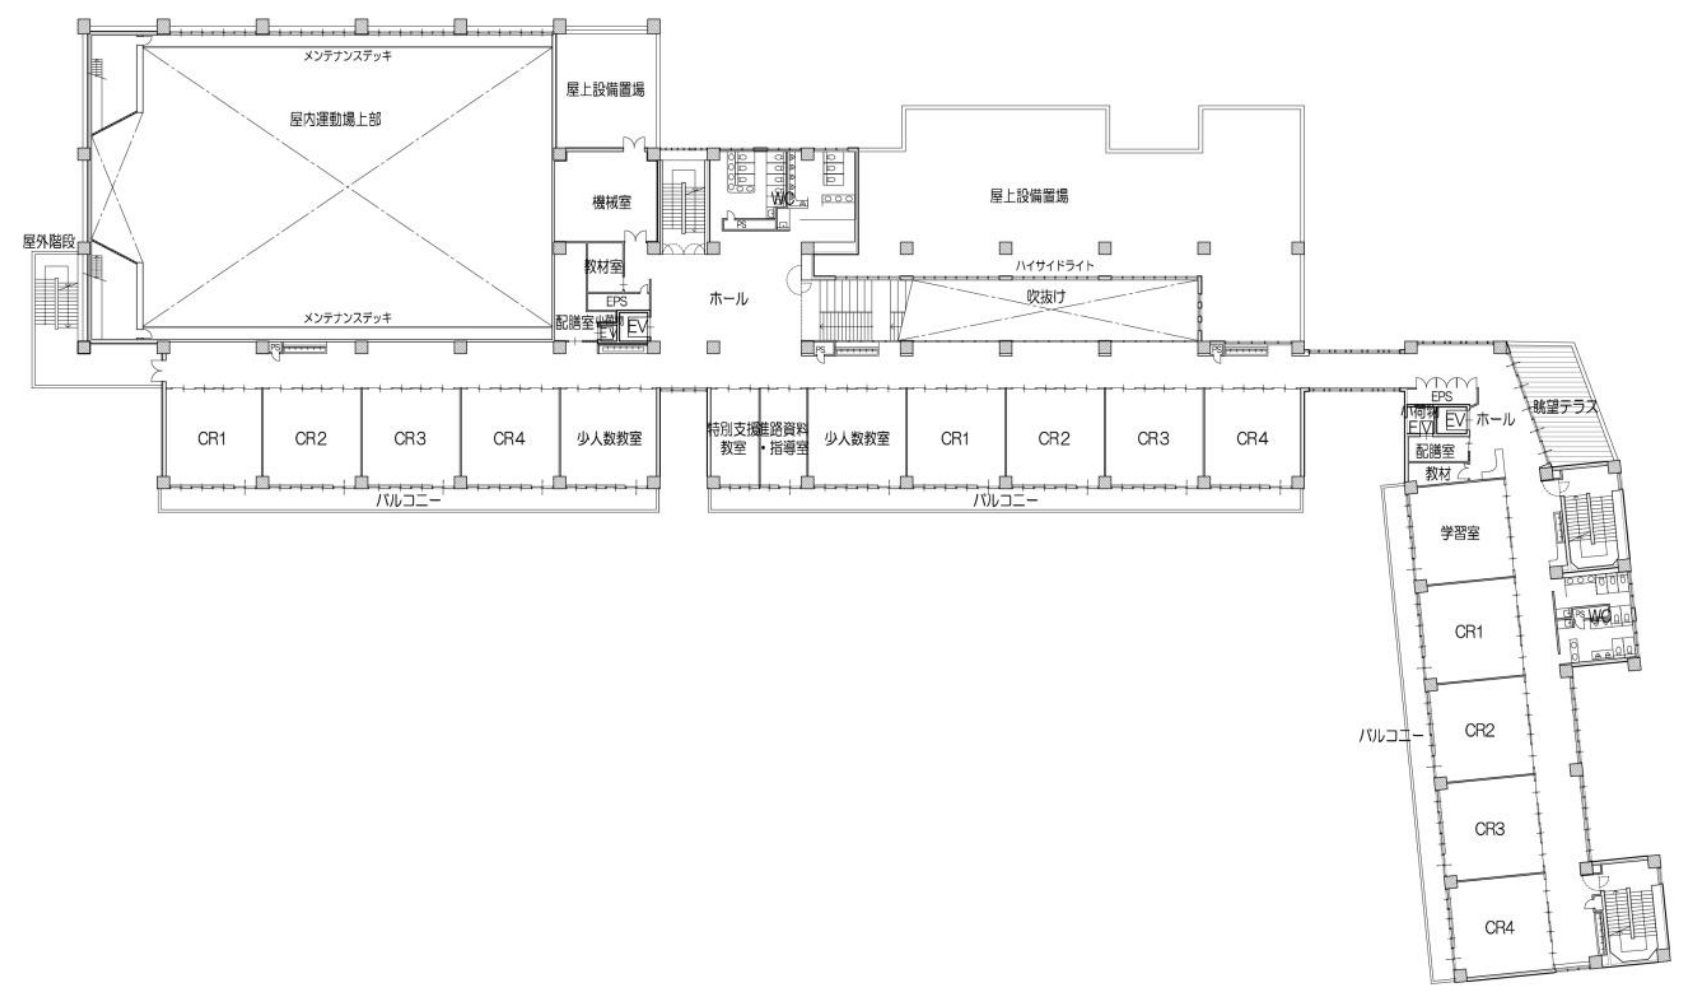 メンテナンスデッキ
屋上設備置場
屋内運動場上部
機械室
WC
PS
屋上設備置場
屋外階段
教材室
ハイサイドライト
EPS
ホール
吹抜け
メンテナンスデッキ
配膳室
小荷物
EV
EV
PS
PS
PS
CR1
CR2
CR3
CR4
少人数教室
特別支援
教室
進路資料
・指導室
少人数教室
CR1
CR2
CR3
CR4
バルコニー
バルコニー
EPS
小荷物
EV
EV
ホール
眺望テラス
配膳室
教材
学習室
CR1
PS
WC
CR2
バルコニー
CR3
CR4